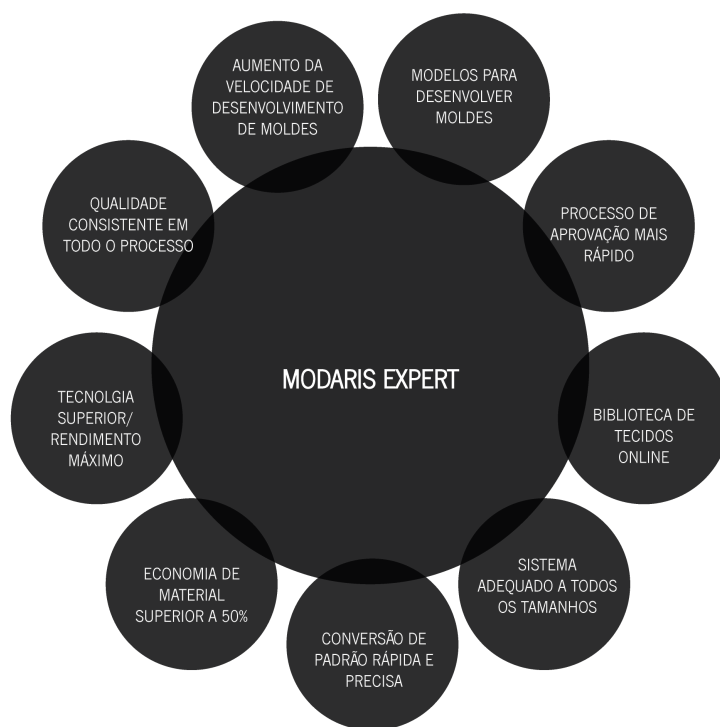 AUMENTO DA
VELOCIDADE DE
DESENVOLVIMENTO
DE MOLDES
MODELOS PARA
DESENVOLVER
MOLDES
QUALIDADE
CONSISTENTE EM
TODO O PROCESSO
PROCESSO DE
APROVAÇÃO MAIS
RÁPIDO
MODARIS EXPERT
TECNOLGIA
SUPERIOR/
RENDIMENTO
MÁXIMO
BIBLIOTECA DE
TECIDOS
ONLINE
ECONOMIA DE
MATERIAL
SUPERIOR A 50%
SISTEMA
ADEQUADO A TODOS
OS TAMANHOS
CONVERSÃO DE
PADRÃO RÁPIDA E
PRECISA